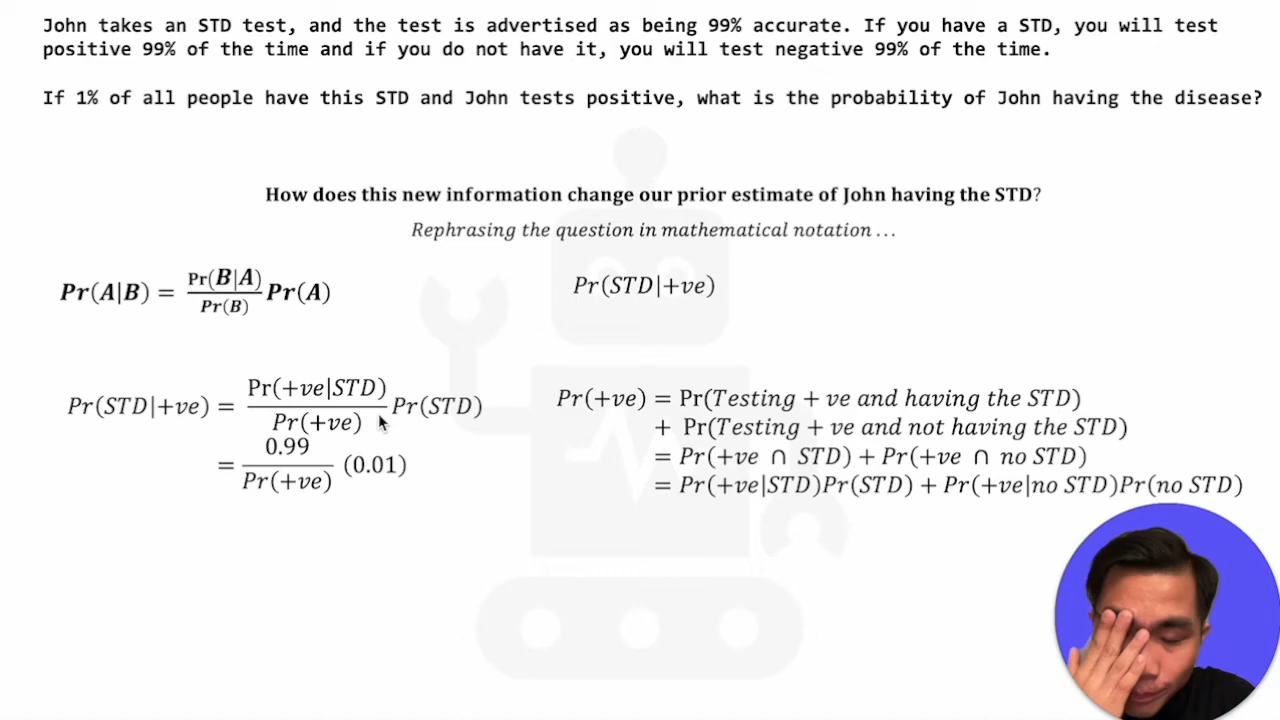 John takes an STD test, and the test is advertised as being 99% accurate. If you have a STD, you will test
positive 99% of the time and if you do not have it, you will test negative 99% of the time.
If 1% of all people have this STD and John tests positive, what is the probability of John having the disease?
How does this new information change our prior estimate of John having the STD?
Rephrasing the question in mathematical notation …
Pr(A|B) = Pr(B|A)/Pr(B) Pr(A)
Pr(STD|+ve)
Pr(STD|+ve) = Pr(+ve|STD)/Pr(+ve) Pr(STD)
= 0.99/Pr(+ve) (0.01)
Pr(+ve) = Pr(Testing + ve and having the STD)
+ Pr(Testing + ve and not having the STD)
= Pr(+ve ∩ STD) + Pr(+ve ∩ no STD)
= Pr(+ve|STD)Pr(STD) + Pr(+ve|no STD)Pr(no STD)